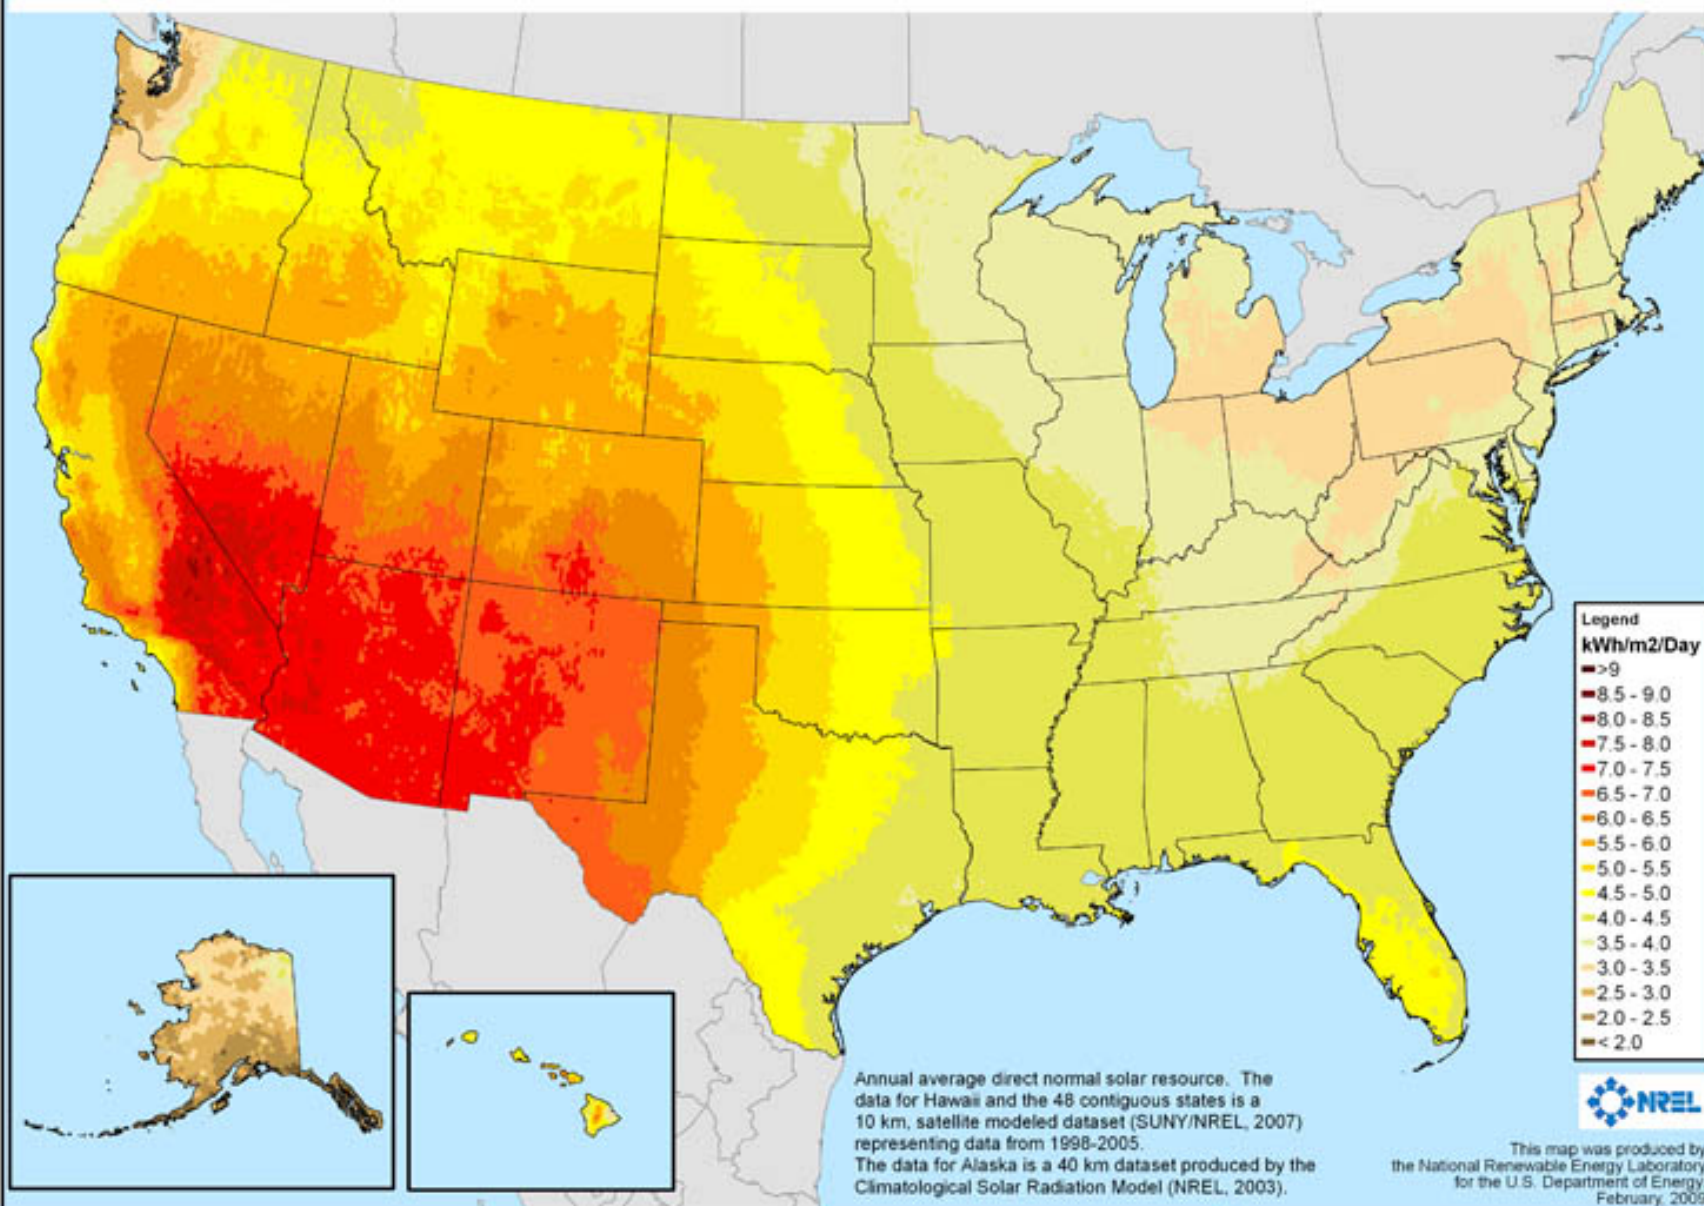 Legend
kWh/m2/Day
>9
8.5 - 9.0
8.0 - 8.5
7.5 - 8.0
7.0 - 7.5
6.5 - 7.0
6.0 - 6.5
5.5 - 6.0
5.0 - 5.5
4.5 - 5.0
4.0 - 4.5
3.5 - 4.0
3.0 - 3.5
2.5 - 3.0
2.0 - 2.5
< 2.0
Annual average direct normal solar resource. The
data for Hawaii and the 48 contiguous states is a
10 km, satellite modeled dataset (SUNY/NREL, 2007)
representing data from 1998-2005.
The data for Alaska is a 40 km dataset produced by the
Climatological Solar Radiation Model (NREL, 2003).
NREL
This map was produced by
the National Renewable Energy Laboratory
for the U.S. Department of Energy
February, 2009